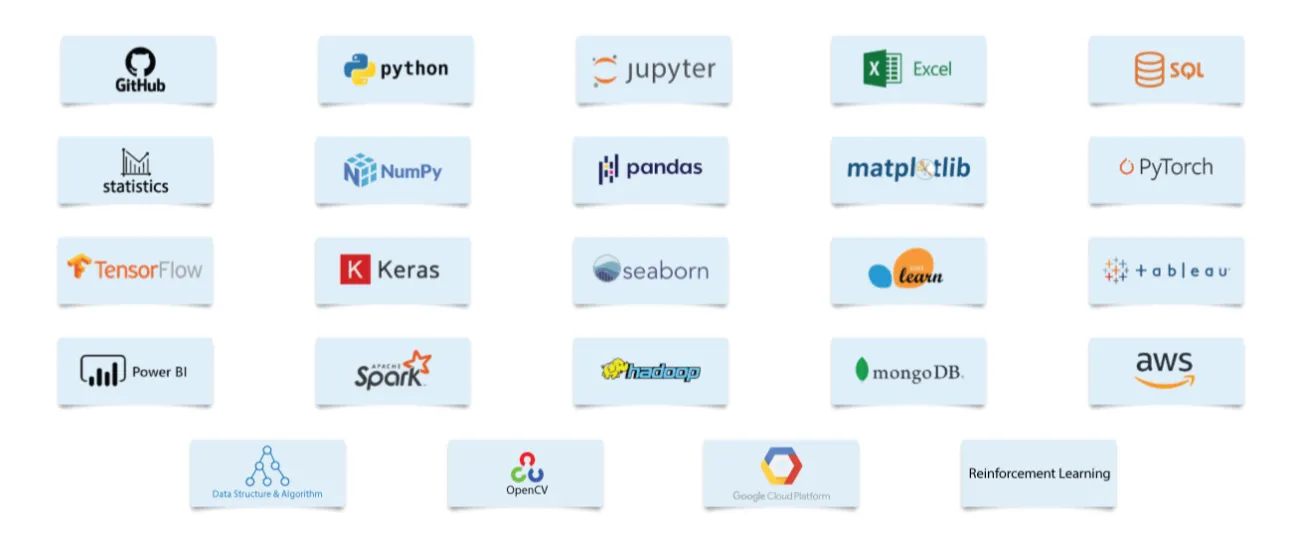 GitHub
python
jupyter
X Excel
SQL
statistics
NumPy
pandas
matplotlib
PyTorch
TensorFlow
K Keras
seaborn
learn
+ a b l e a u
Power BI
APACHE
Spark
hadoop
mongoDB.
aws
Data Structure & Algorithm
OpenCV
Google Cloud Platform
Reinforcement Learning